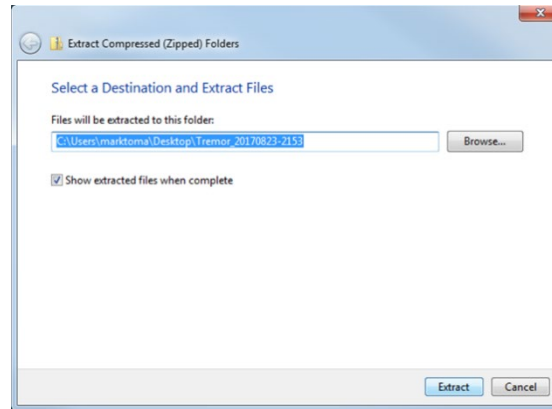 Extract Compressed (Zipped) Folders
Select a Destination and Extract Files
Files will be extracted to this folder:
C:\Users\marktoma\Desktop\Tremor_20170823-2153
Browse...
Show extracted files when complete
Extract
Cancel